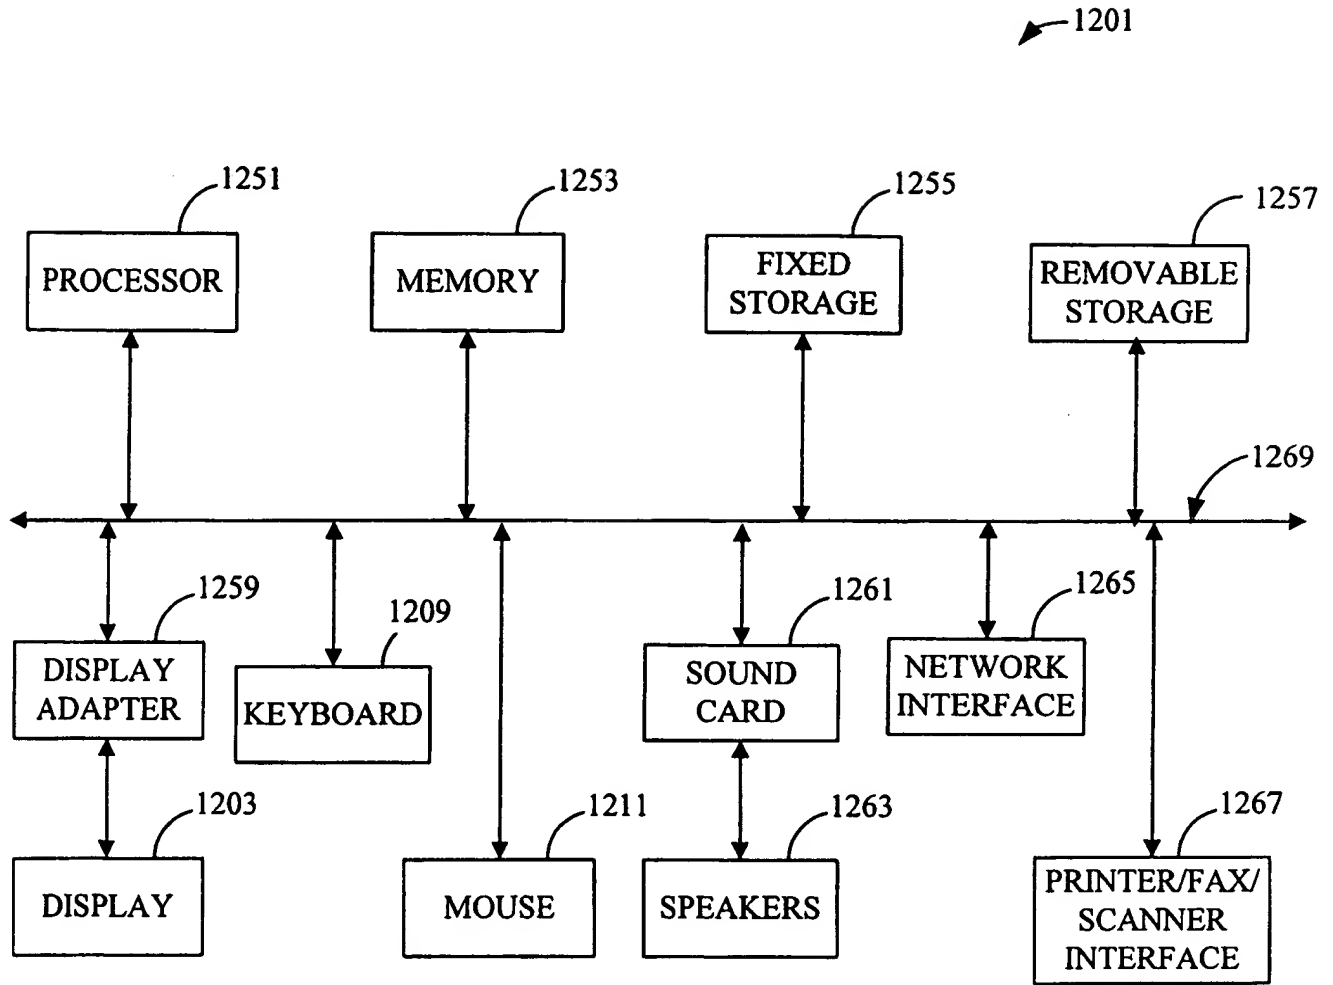 1201
1251
1253
1255
1257
PROCESSOR
MEMORY
FIXED
STORAGE
REMOVABLE
STORAGE
1269
1259
1209
1261
1265
DISPLAY
ADAPTER
KEYBOARD
SOUND
CARD
NETWORK
INTERFACE
1203
1211
1263
1267
DISPLAY
MOUSE
SPEAKERS
PRINTER/FAX/
SCANNER
INTERFACE